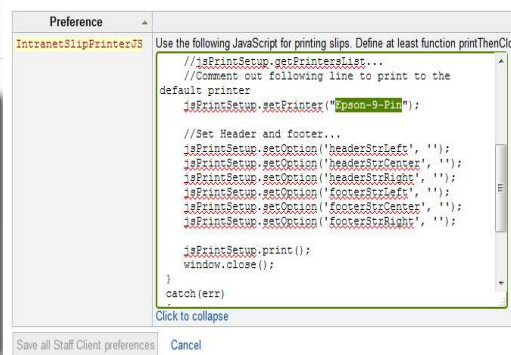 Preference
IntranetSlipPrinterJS
Use the following JavaScript for printing slips. Define at least function
//jsPrintSetup.getPrintersList...
//Comment out following line to print to the
default printer
jsPrintSetup.setPrinter("Epson-9-Pin");
//Set Header and footer...
jsPrintSetup.setOption('headerStrLeft', '');
jsPrintSetup.setOption('headerStrCenter', '');
jsPrintSetup.setOption('headerStrRight', '');
jsPrintSetup.setOption('footerStrLeft', '');
jsPrintSetup.setOption('footerStrCenter', '');
jsPrintSetup.setOption('footerStrRight', '');
jsPrintSetup.print();
window.close();
}
catch(err)
Click to collapse
Save all Staff Client preferences Cancel